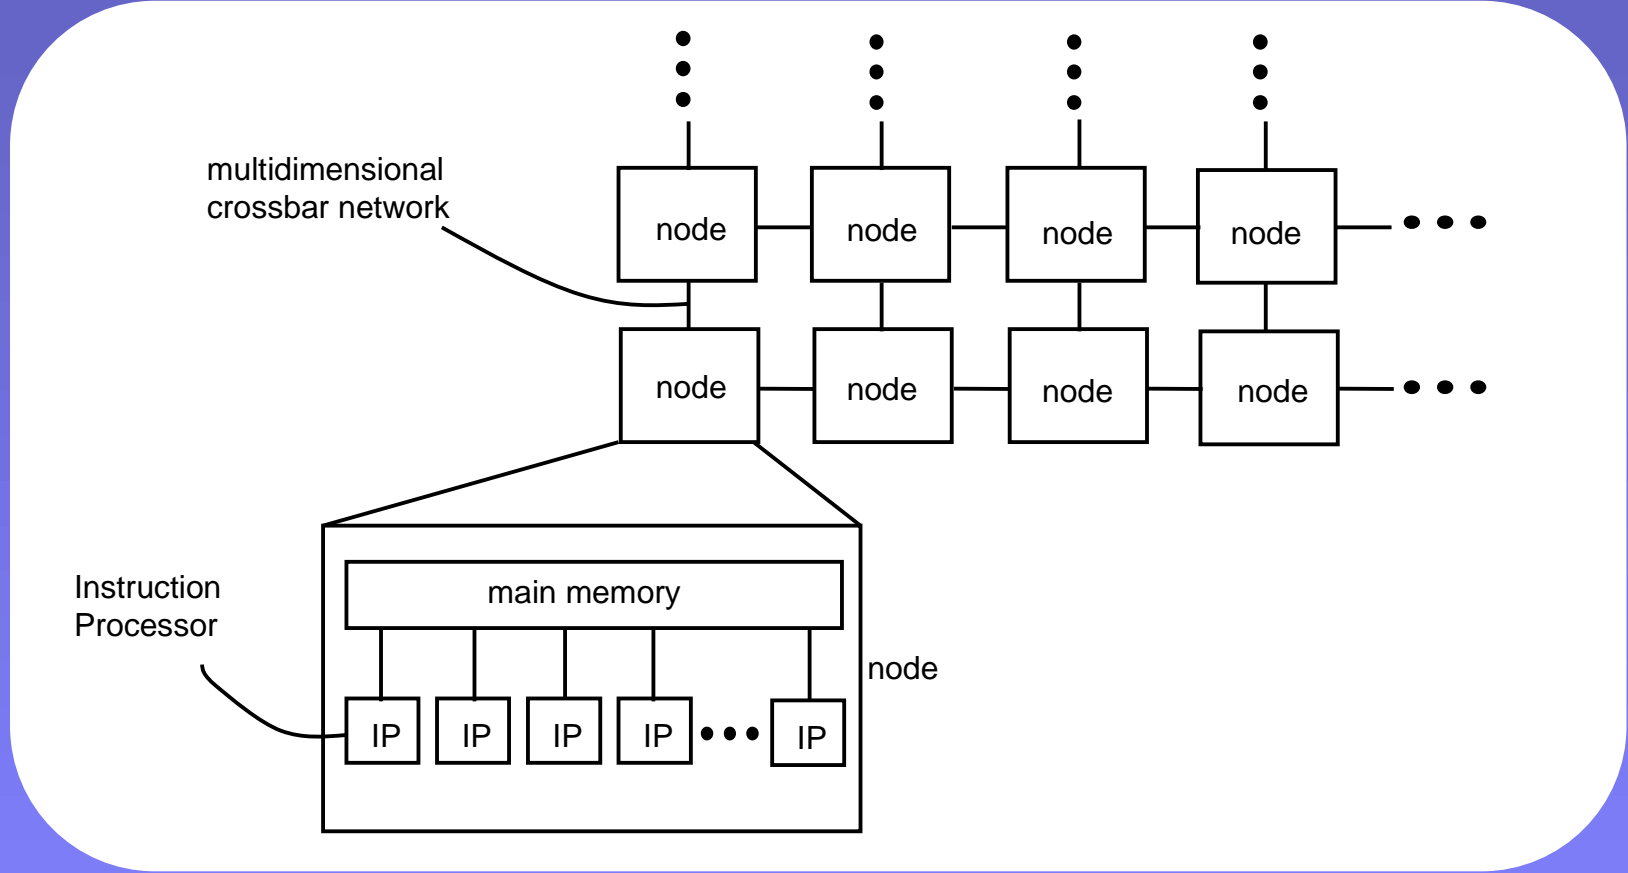 multidimensional
crossbar network
node node node node
node node node node
main memory
Instruction
Processor
node
IP IP IP IP IP